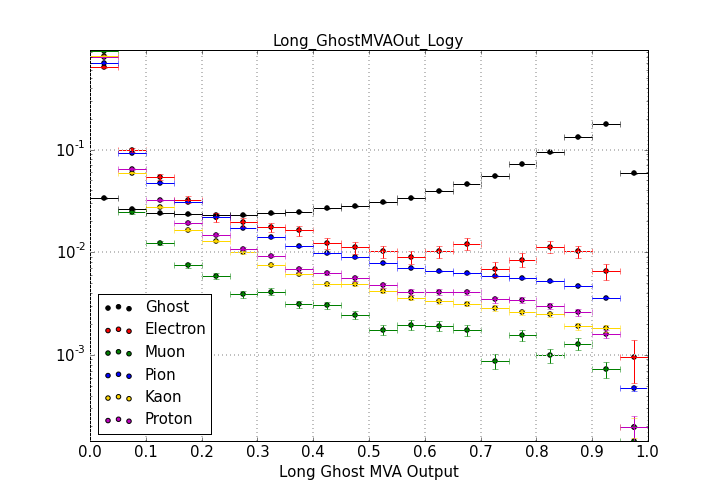 Long_GhostMVAOut_Logy
10⁻¹
10⁻²
10⁻³
Ghost
Electron
Muon
Pion
Kaon
Proton
0.0 0.1 0.2 0.3 0.4 0.5 0.6 0.7 0.8 0.9 1.0
Long Ghost MVA Output